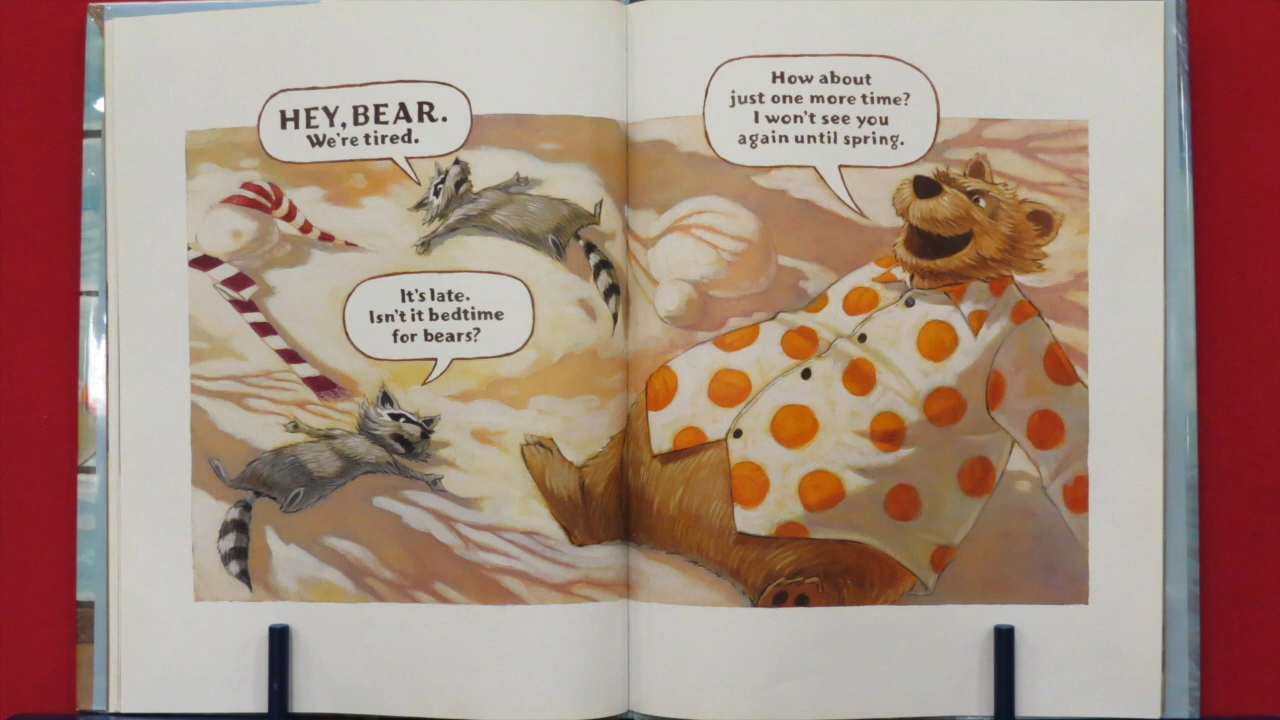 HEY, BEAR.
We're tired.
It's late.
Isn't it bedtime
for bears?
How about
just one more time?
I won't see you
again until spring.